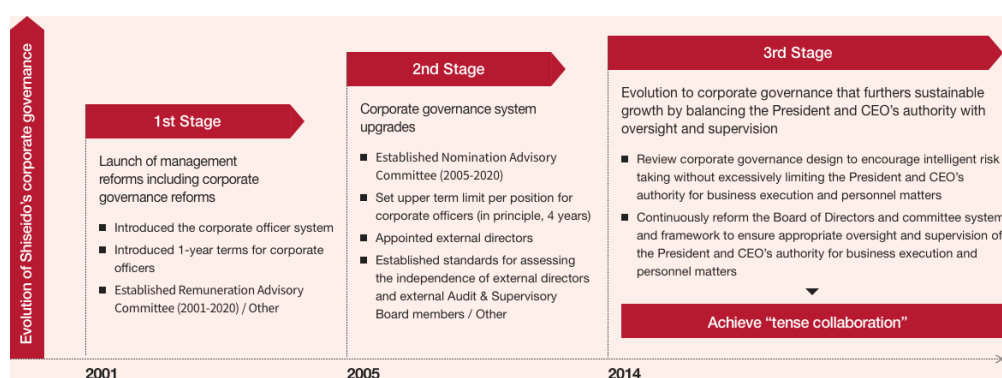 Evolution of Shiseido's corporate governance
1st Stage
Launch of management
reforms including corporate
governance reforms
■ Introduced the corporate officer system
■ Introduced 1-year terms for corporate
officers
■ Established Remuneration Advisory
Committee (2001-2020) / Other
2nd Stage
Corporate governance system
upgrades
■ Established Nomination Advisory
Committee (2005-2020)
■ Set upper term limit per position for
corporate officers (in principle, 4 years)
■ Appointed external directors
■ Established standards for assessing
the independence of external directors
and external Audit & Supervisory
Board members / Other
3rd Stage
Evolution to corporate governance that furthers sustainable
growth by balancing the President and CEO's authority with
oversight and supervision
■ Review corporate governance design to encourage intelligent risk
taking without excessively limiting the President and CEO's
authority for business execution and personnel matters
■ Continuously reform the Board of Directors and committee system
and framework to ensure appropriate oversight and supervision of
the President and CEO's authority for business execution and
personnel matters
Achieve "tense collaboration"
2001
2005
2014